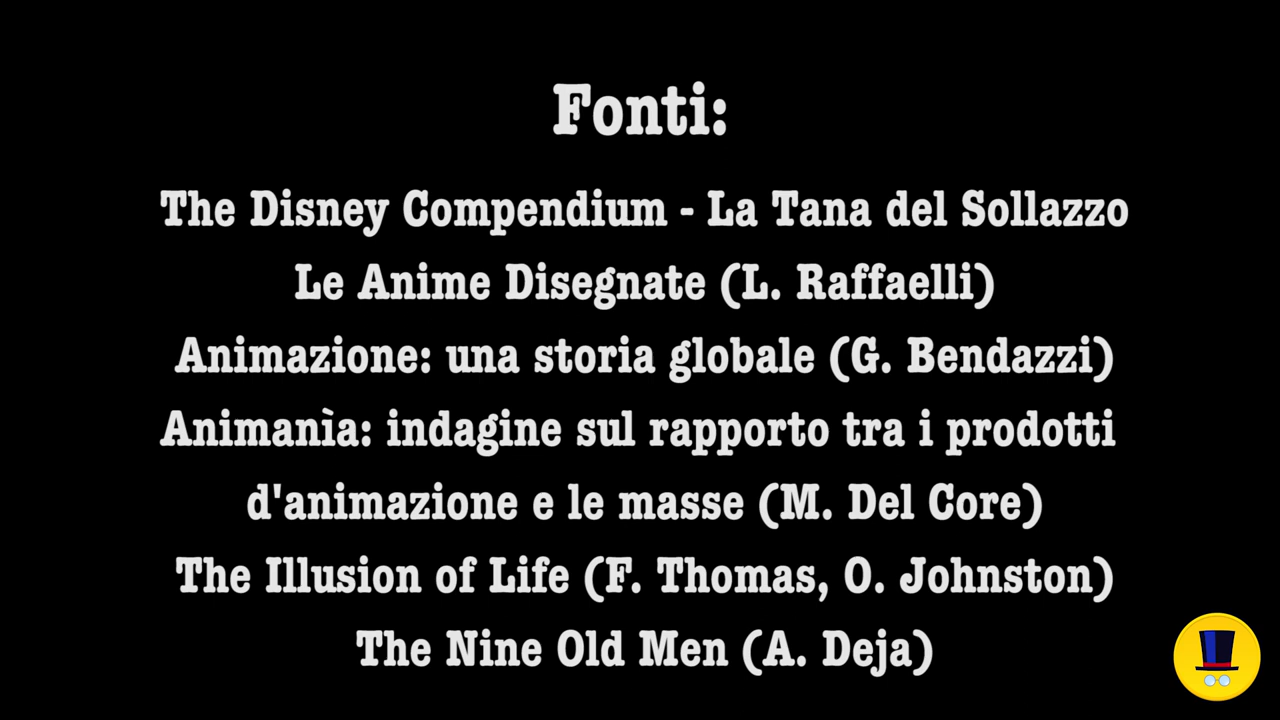 Fonti:
The Disney Compendium - La Tana del Sollazzo
Le Anime Disegnate (L. Raffaelli)
Animazione: una storia globale (G. Bendazzi)
Animanìa: indagine sul rapporto tra i prodotti
d'animazione e le masse (M. Del Core)
The Illusion of Life (F. Thomas, O. Johnston)
The Nine Old Men (A. Deja)